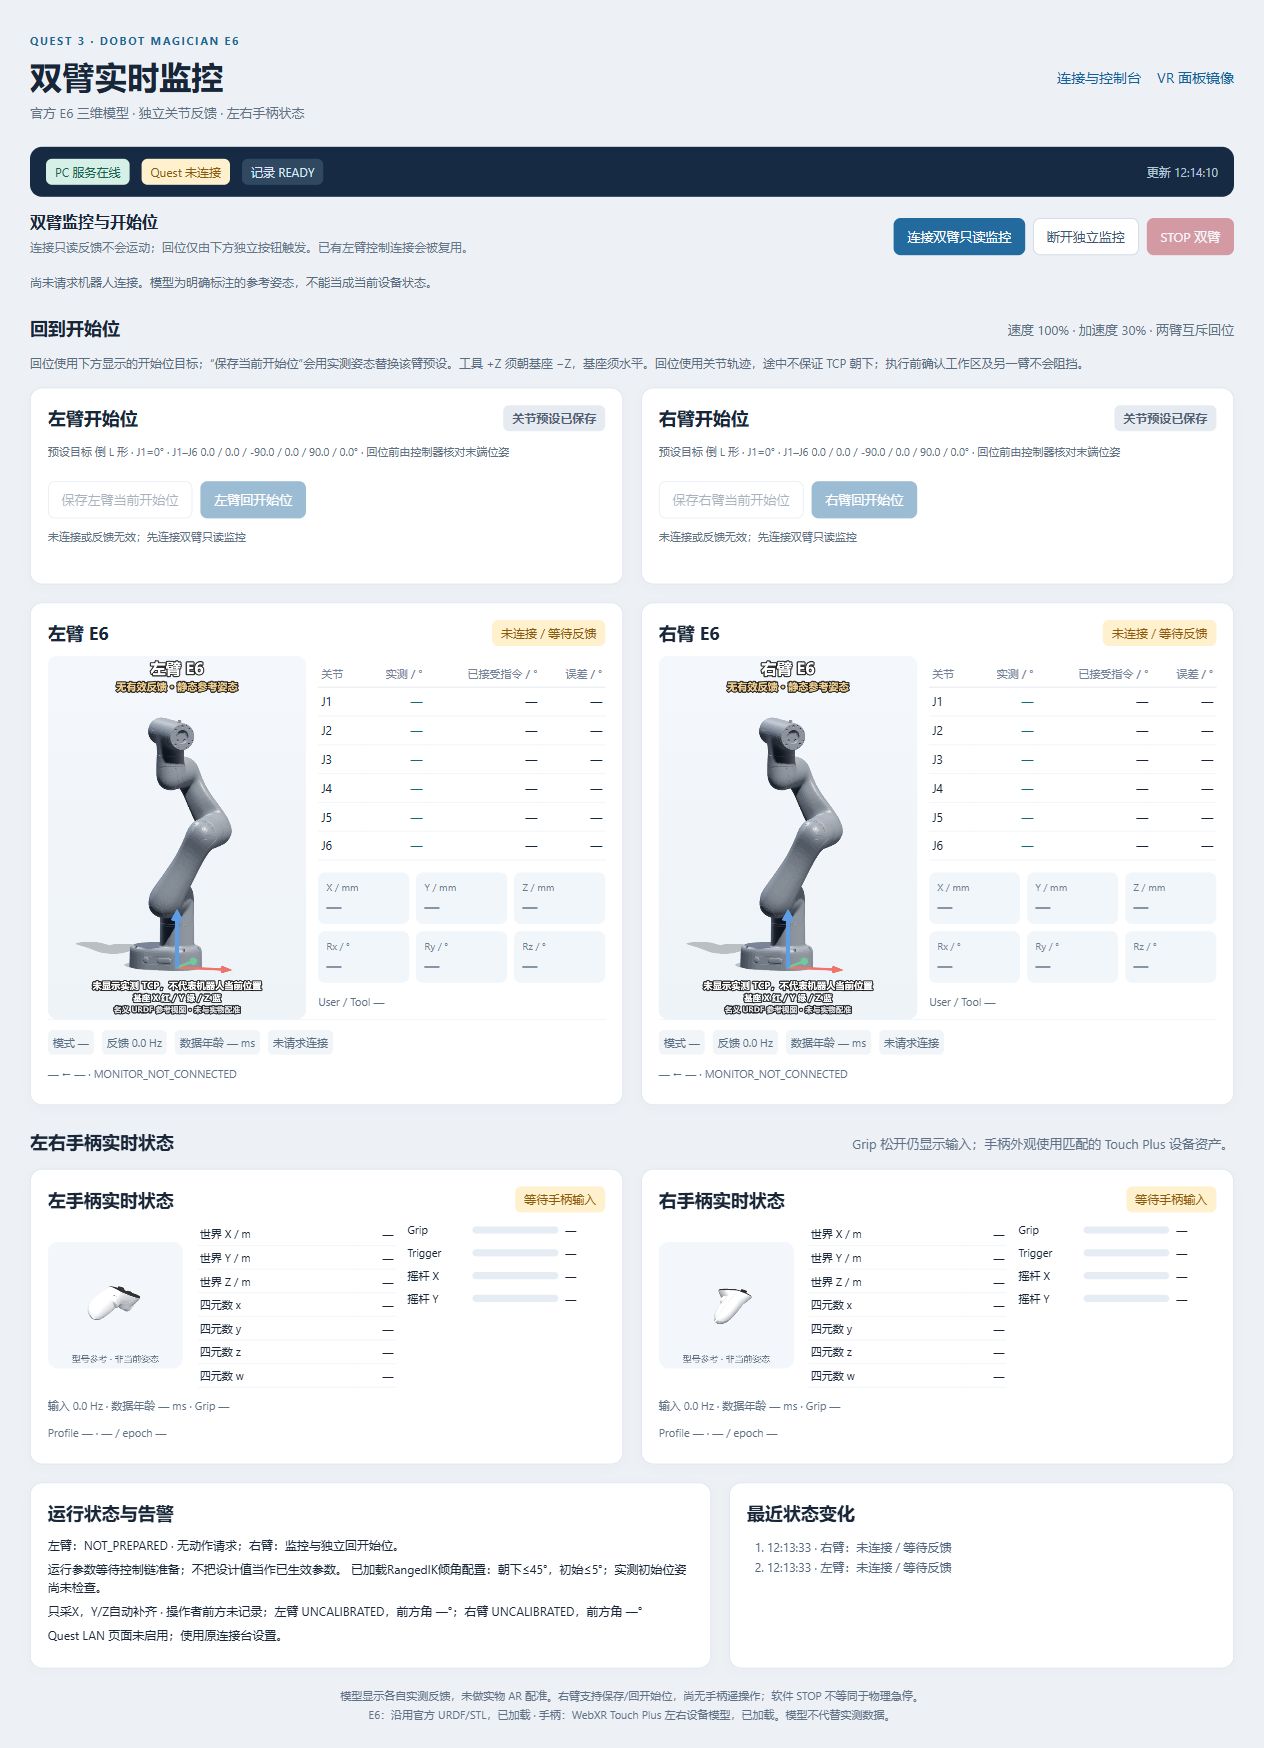 QUEST 3 · DOBOT MAGICIAN E6
双臂实时监控
连接与控制台 VR 面板镜像
官方 E6 三维模型 · 独立关节反馈 · 左右手柄状态
PC 服务在线 Quest 未连接 记录 READY 更新 12:14:10
双臂监控与开始位
连接只读反馈不会运动；回位仅由下方独立按钮触发。已有左臂控制连接会被复用。
连接双臂只读监控 断开独立监控 STOP 双臂
尚未请求机器人连接。模型为明确标注的参考姿态，不能当成当前设备状态。
回到开始位 速度 100% · 加速度 30% · 两臂互斥回位
回位使用下方显示的开始位目标；“保存当前开始位”会用实测姿态替换该臂预设。工具 +Z 须朝基座 −Z，基座须水平。回位使用关节轨迹，途中不保证 TCP 朝下；执行前确认工作区及另一臂不会阻挡。
左臂开始位 关节预设已保存
预设目标 倒 L 形 · J1=0° · J1–J6 0.0 / 0.0 / -90.0 / 0.0 / 90.0 / 0.0° · 回位前由控制器核对末端位姿
保存左臂当前开始位 左臂回开始位
未连接或反馈无效；先连接双臂只读监控
右臂开始位 关节预设已保存
预设目标 倒 L 形 · J1=0° · J1–J6 0.0 / 0.0 / -90.0 / 0.0 / 90.0 / 0.0° · 回位前由控制器核对末端位姿
保存右臂当前开始位 右臂回开始位
未连接或反馈无效；先连接双臂只读监控
左臂 E6 未连接 / 等待反馈
左臂 E6
无有效反馈 · 静态参考姿态
未显示实测 TCP，不代表机器人当前位置
基座 X 红 / Y 绿 / Z 蓝
名义 URDF 参考视图 · 未与实物配准
关节 实测 / ° 已接受指令 / ° 误差 / °
J1 — — —
J2 — — —
J3 — — —
J4 — — —
J5 — — —
J6 — — —
X / mm Y / mm Z / mm
— — —
Rx / ° Ry / ° Rz / °
— — —
User / Tool —
模式 — 反馈 0.0 Hz 数据年龄 — ms 未请求连接
— ← — · MONITOR_NOT_CONNECTED
右臂 E6 未连接 / 等待反馈
右臂 E6
无有效反馈 · 静态参考姿态
未显示实测 TCP，不代表机器人当前位置
基座 X 红 / Y 绿 / Z 蓝
名义 URDF 参考视图 · 未与实物配准
关节 实测 / ° 已接受指令 / ° 误差 / °
J1 — — —
J2 — — —
J3 — — —
J4 — — —
J5 — — —
J6 — — —
X / mm Y / mm Z / mm
— — —
Rx / ° Ry / ° Rz / °
— — —
User / Tool —
模式 — 反馈 0.0 Hz 数据年龄 — ms 未请求连接
— ← — · MONITOR_NOT_CONNECTED
左右手柄实时状态 Grip 松开仍显示输入；手柄外观使用匹配的 Touch Plus 设备资产。
左手柄实时状态 等待手柄输入
型号参考 · 非当前姿态
世界 X / m —
世界 Y / m —
世界 Z / m —
四元数 x —
四元数 y —
四元数 z —
四元数 w —
Grip —
Trigger —
摇杆 X —
摇杆 Y —
输入 0.0 Hz · 数据年龄 — ms · Grip —
Profile — · — / epoch —
右手柄实时状态 等待手柄输入
型号参考 · 非当前姿态
世界 X / m —
世界 Y / m —
世界 Z / m —
四元数 x —
四元数 y —
四元数 z —
四元数 w —
Grip —
Trigger —
摇杆 X —
摇杆 Y —
输入 0.0 Hz · 数据年龄 — ms · Grip —
Profile — · — / epoch —
运行状态与告警
左臂：NOT_PREPARED · 无动作请求；右臂：监控与独立回开始位。
运行参数等待控制链准备；不把设计值当作已生效参数。 已加载RangedIK倾角配置：朝下≤45°，初始≤5°；实测初始位姿
尚未检查。
只采X，Y/Z自动补齐 · 操作者前方未记录；左臂 UNCALIBRATED，前方角 —°；右臂 UNCALIBRATED，前方角 —°
Quest LAN 页面未启用；使用原连接台设置。
最近状态变化
1. 12:13:33 · 右臂：未连接 / 等待反馈
2. 12:13:33 · 左臂：未连接 / 等待反馈
模型显示各自实测反馈，未做实物 AR 配准。右臂支持保存/回开始位，尚无手柄遥操作；软件 STOP 不等同于物理急停。
E6：沿用官方 URDF/STL，已加载 · 手柄：WebXR Touch Plus 左右设备模型，已加载。模型不代替实测数据。